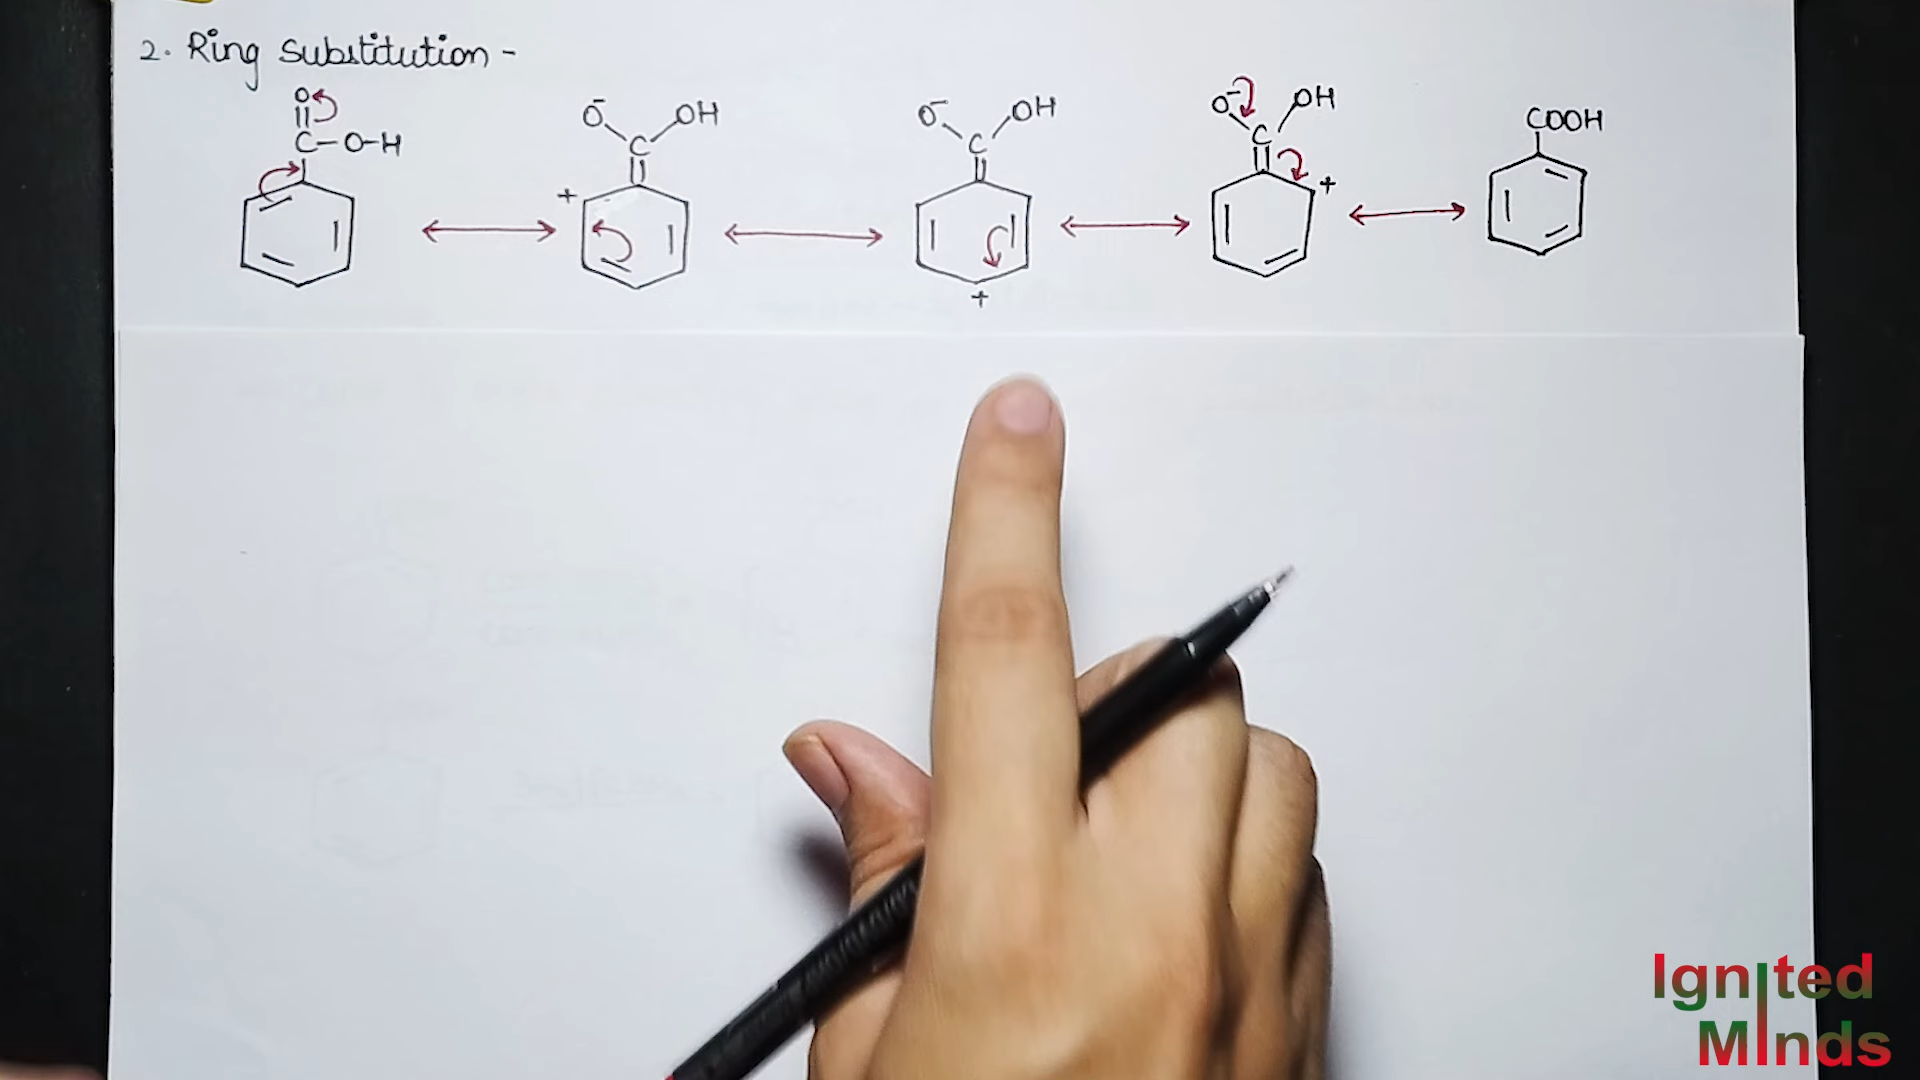 2. Ring Substitution -
O
C-O-H
O⁻ OH
C
+
O⁻ OH
C
+
O⁻ OH
C
+
COOH
Ignited
Minds